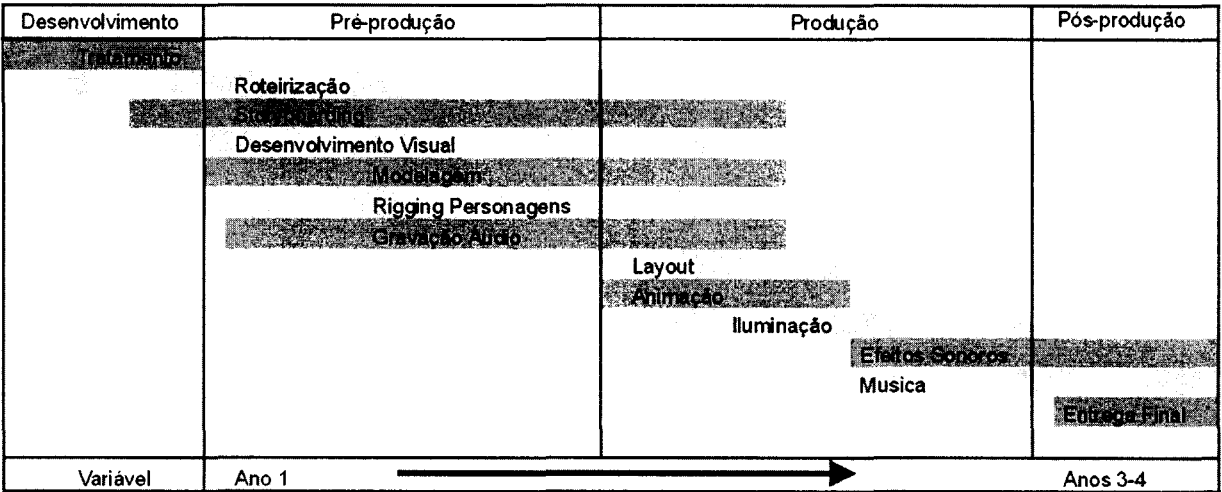 Desenvolvimento Pré-produção Produção Pós-produção
Tratamento
Roteirização
Storyboarding
Desenvolvimento Visual
Modelagem
Rigging Personagens
Gravação Audio
Layout
Animação
Iluminação
Efeitos Sonoros
Musica
Entrega Final
Variável Ano 1 Anos 3-4